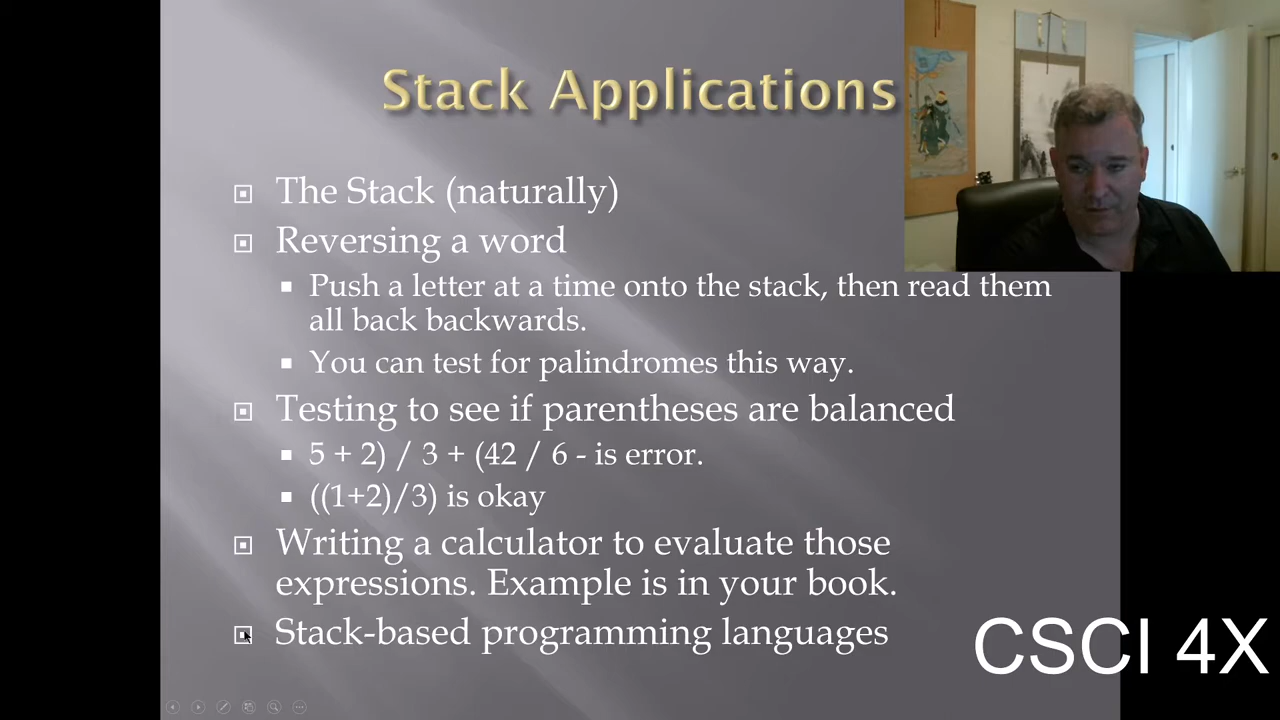 Stack Applications
The Stack (naturally)
Reversing a word
Push a letter at a time onto the stack, then read them
all back backwards.
You can test for palindromes this way.
Testing to see if parentheses are balanced
5 + 2) / 3 + (42 / 6 - is error.
((1+2)/3) is okay
Writing a calculator to evaluate those
expressions. Example is in your book.
Stack-based programming languages
CSCI 4X